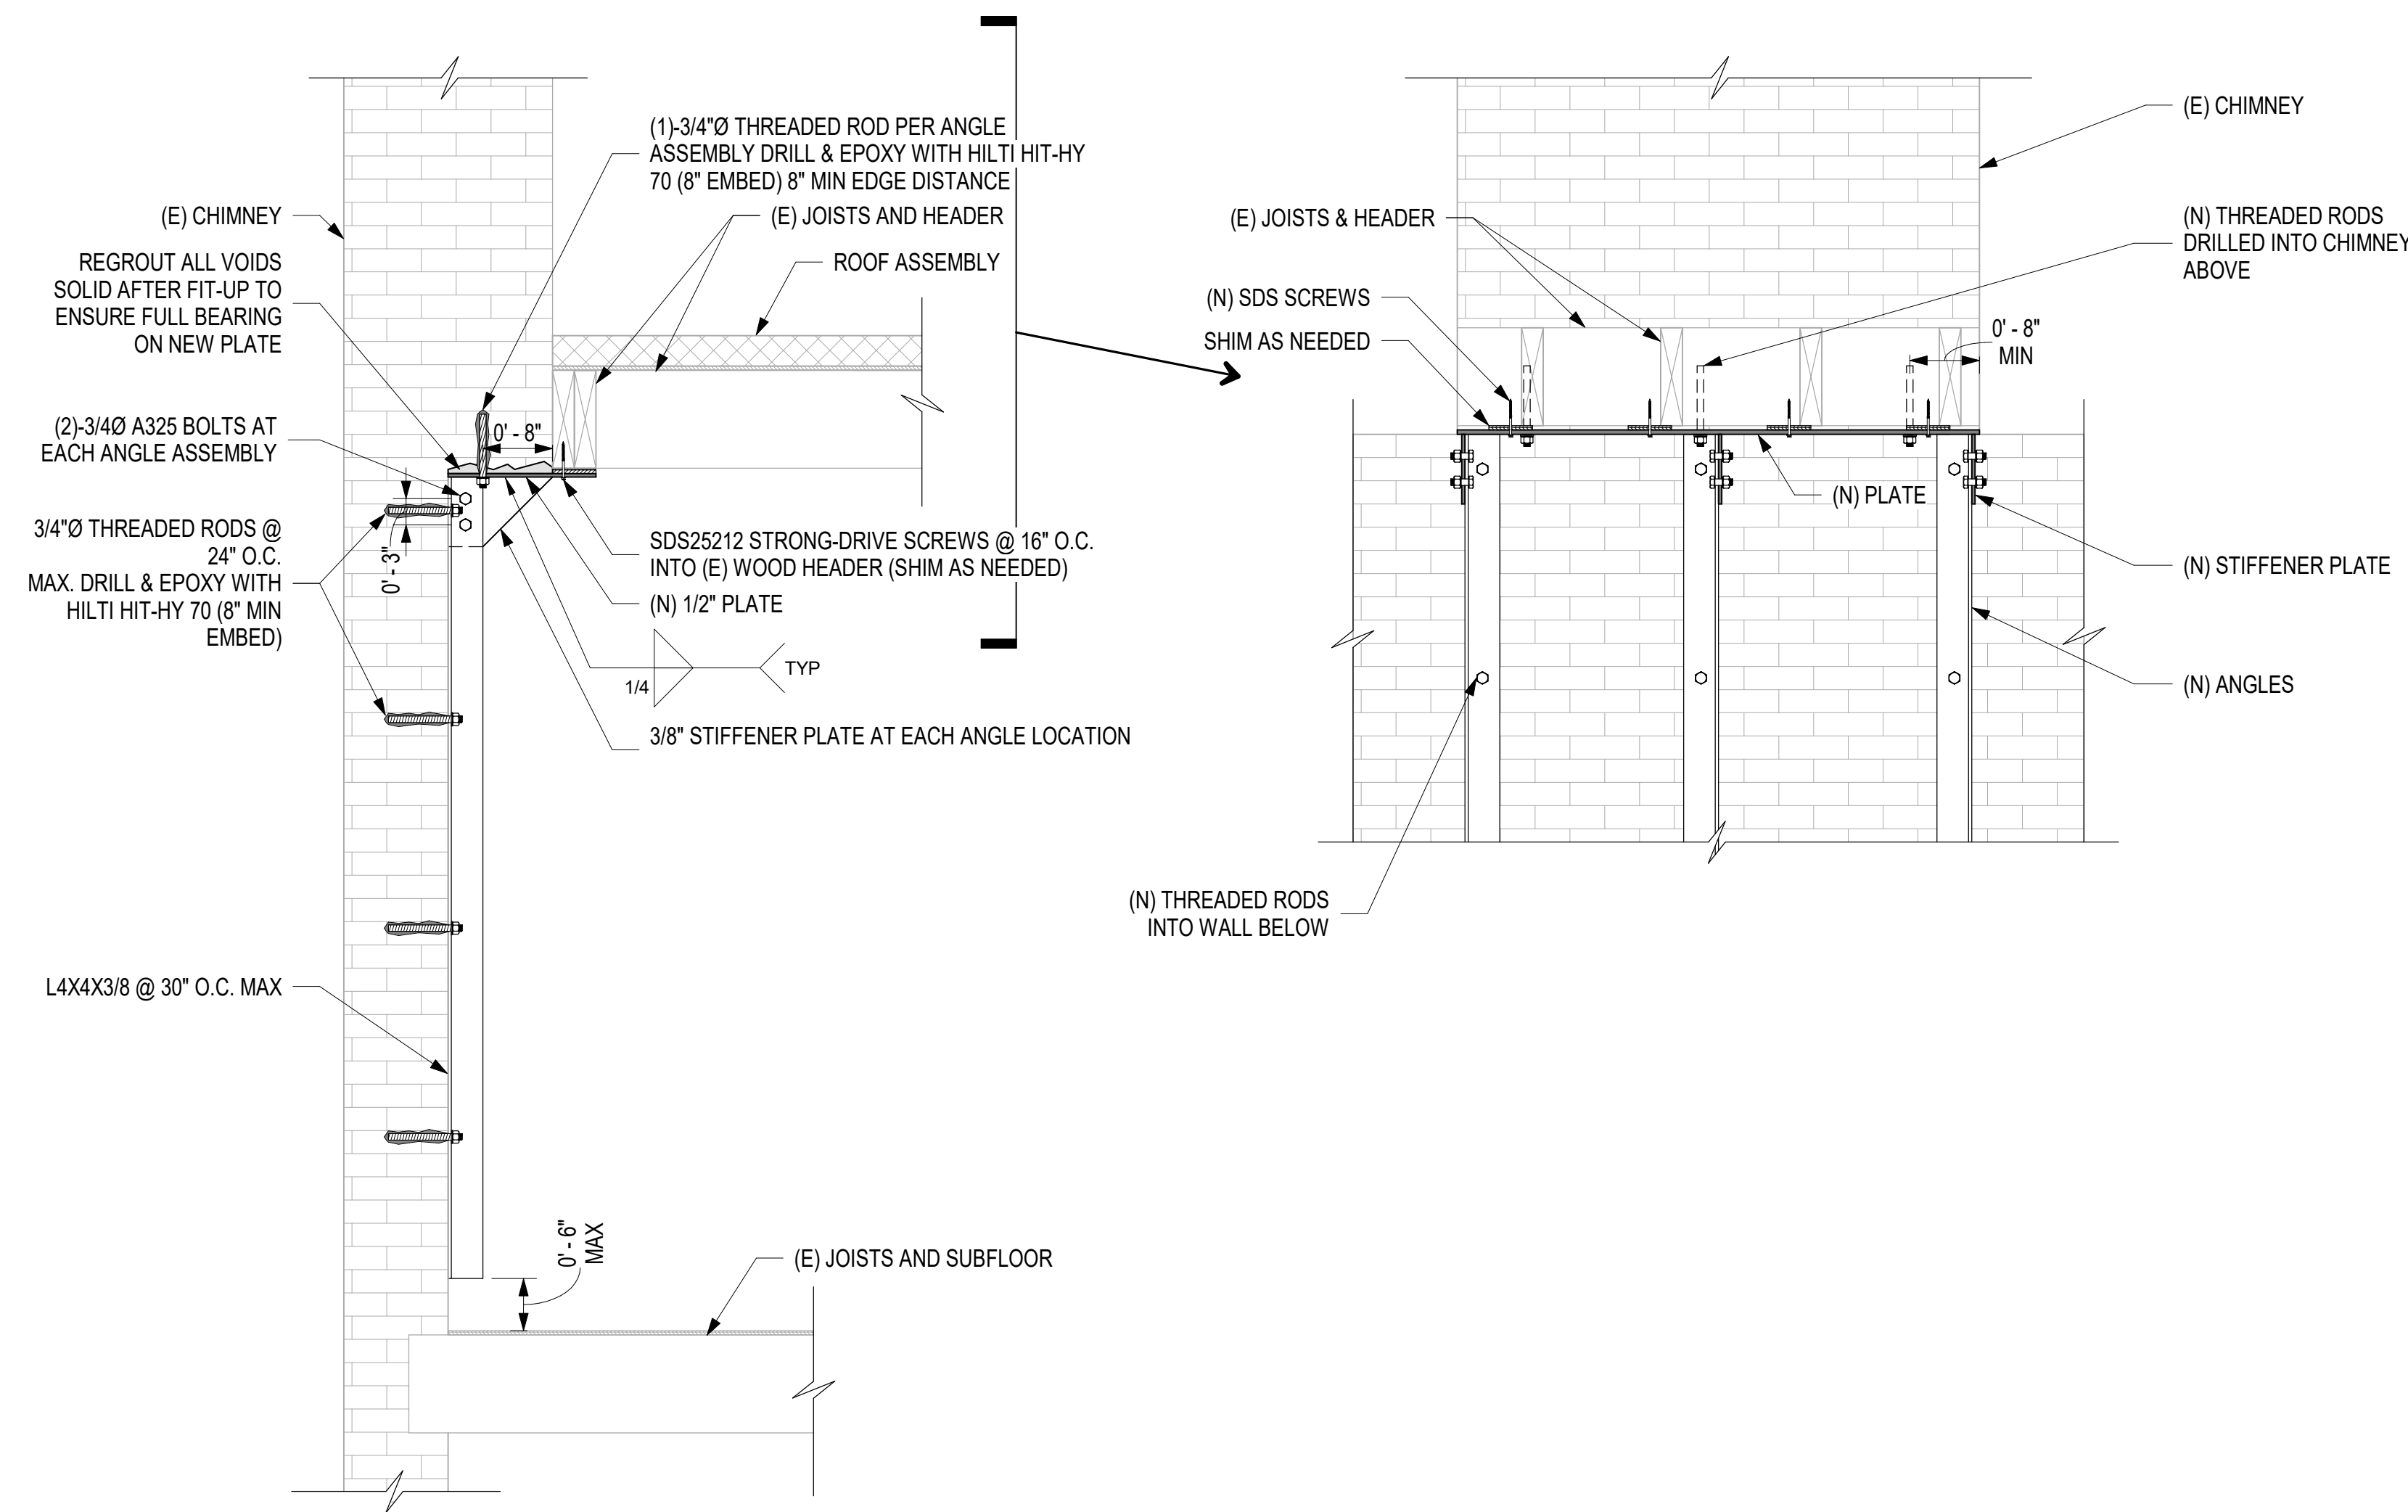 (1)-3/4"Ø THREADED ROD PER ANGLE
ASSEMBLY DRILL & EPOXY WITH HILTI HIT-HY
70 (8" EMBED) 8" MIN EDGE DISTANCE
(E) CHIMNEY
(E) JOISTS AND HEADER
REGROUT ALL VOIDS
SOLID AFTER FIT-UP TO
ENSURE FULL BEARING
ON NEW PLATE
ROOF ASSEMBLY
(2)-3/4Ø A325 BOLTS AT
EACH ANGLE ASSEMBLY
0' - 8"
3/4"Ø THREADED RODS @
24" O.C.
MAX. DRILL & EPOXY WITH
HILTI HIT-HY 70 (8" MIN
EMBED)
0' - 3"
SDS25212 STRONG-DRIVE SCREWS @ 16" O.C.
INTO (E) WOOD HEADER (SHIM AS NEEDED)
(N) 1/2" PLATE
1/4
TYP
3/8" STIFFENER PLATE AT EACH ANGLE LOCATION
L4X4X3/8 @ 30" O.C. MAX
0' - 6"
MAX
(E) JOISTS AND SUBFLOOR
(E) CHIMNEY
(E) JOISTS & HEADER
(N) THREADED RODS
DRILLED INTO CHIMNEY
ABOVE
(N) SDS SCREWS
SHIM AS NEEDED
0' - 8"
MIN
(N) PLATE
(N) STIFFENER PLATE
(N) ANGLES
(N) THREADED RODS
INTO WALL BELOW